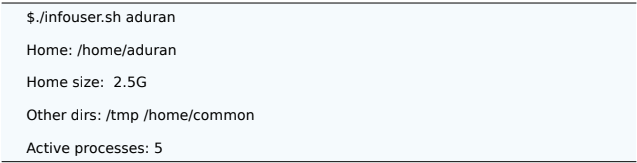 $./infouser.sh aduran
Home: /home/aduran
Home size:  2.5G
Other dirs: /tmp /home/common
Active processes: 5